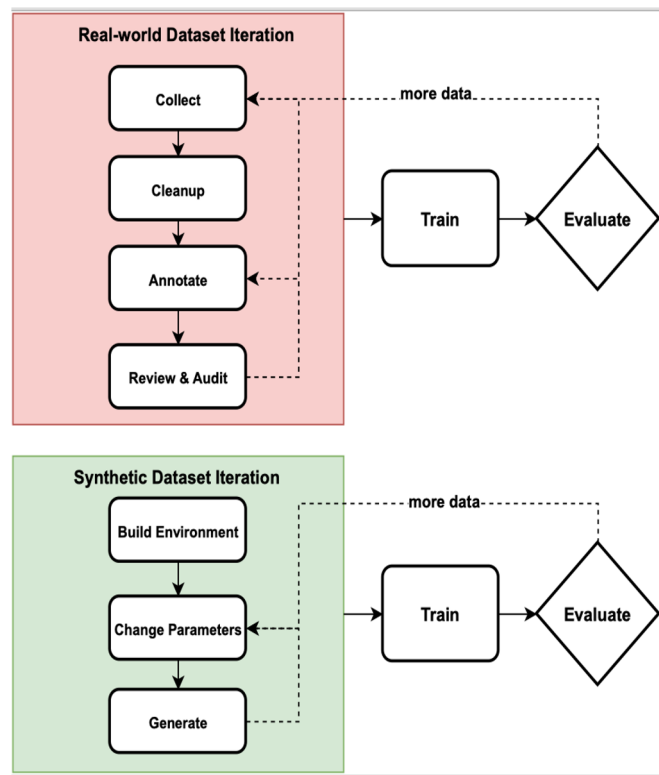 Real-world Dataset Iteration
Collect
Cleanup
Annotate
Review & Audit
more data
Train
Evaluate
Synthetic Dataset Iteration
Build Environment
Change Parameters
Generate
more data
Train
Evaluate